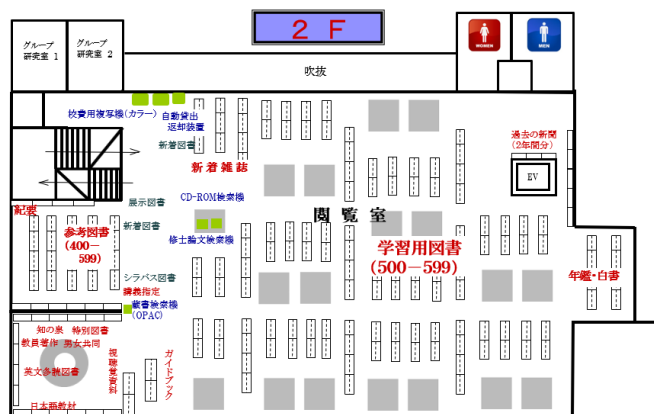 ２Ｆ
グループ
研究室 1
グループ
研究室 2
WOMEN
MEN
吹抜
校費用複写機(カラー)
自動貸出
返却装置
新着図書
新着雑誌
過去の新聞
(2年間分)
EV
展示図書
CD-ROM検索機
紀要
参考図書
(400－
599)
新着図書
閲覧室
修士論文検索機
学習用図書
(500－599)
年鑑・白書
シラバス図書
講義指定
蔵書検索機
(OPAC)
知の泉 特別図書
教員著作 男女共同
英文多読図書
日本語教材
視聴覚資料
ガイドブック